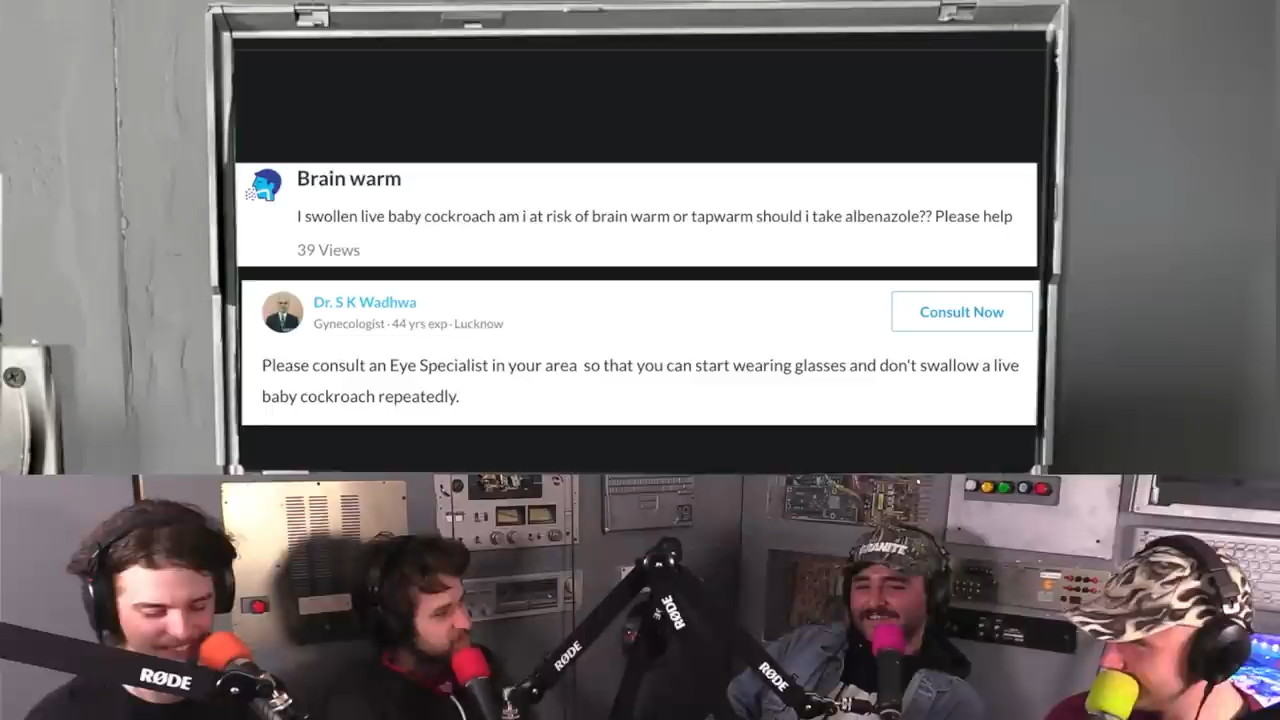 Brain warm
I swollen live baby cockroach am i at risk of brain warm or tapwarm should i take albenazole?? Please help
39 Views
Dr. S K Wadhwa
Consult Now
Gynecologist · 44 yrs exp · Lucknow
Please consult an Eye Specialist in your area so that you can start wearing glasses and don't swallow a live
baby cockroach repeatedly.
RØDE
RØDE
RØDE
RØDE